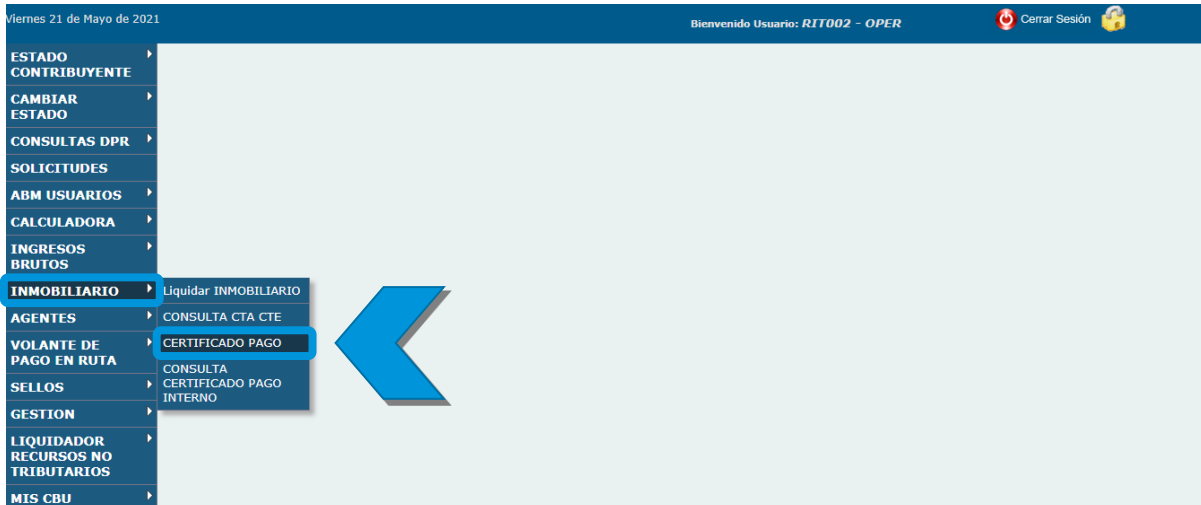 Viernes 21 de Mayo de 2021
Bienvenido Usuario: RIT002 - OPER
Cerrar Sesión
ESTADO
CONTRIBUYENTE
CAMBIAR
ESTADO
CONSULTAS DPR
SOLICITUDES
ABM USUARIOS
CALCULADORA
INGRESOS
BRUTOS
INMOBILIARIO
AGENTES
VOLANTE DE
PAGO EN RUTA
SELLOS
GESTION
LIQUIDADOR
RECURSOS NO
TRIBUTARIOS
MIS CBU
Liquidar INMOBILIARIO
CONSULTA CTA CTE
CERTIFICADO PAGO
CONSULTA
CERTIFICADO PAGO
INTERNO